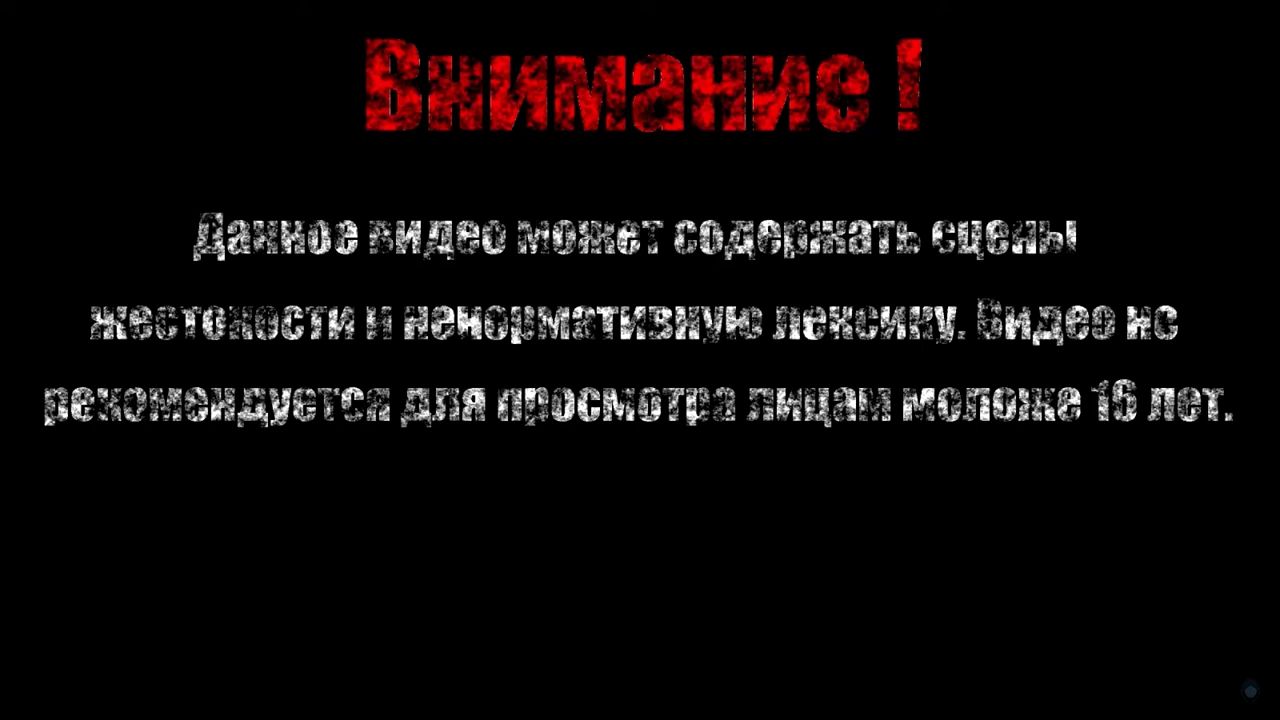 Внимание !
Данное видео может содержать сцены
жестокости и ненормативную лексику. Видео не
рекомендуется для просмотра лицам моложе 16 лет.